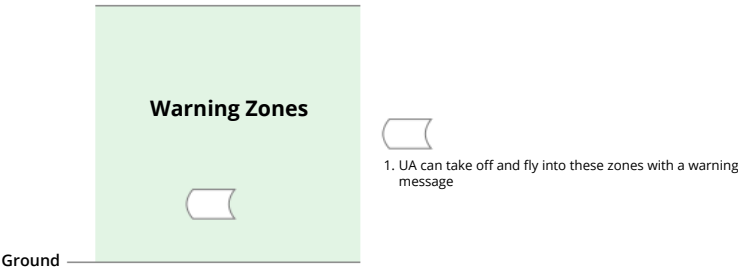 Warning Zones
1. UA can take off and fly into these zones with a warning
message
Ground